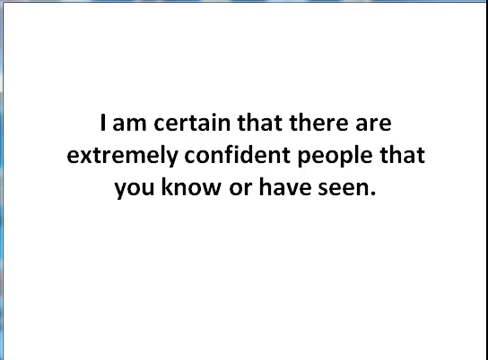 I am certain that there are
extremely confident people that
you know or have seen.